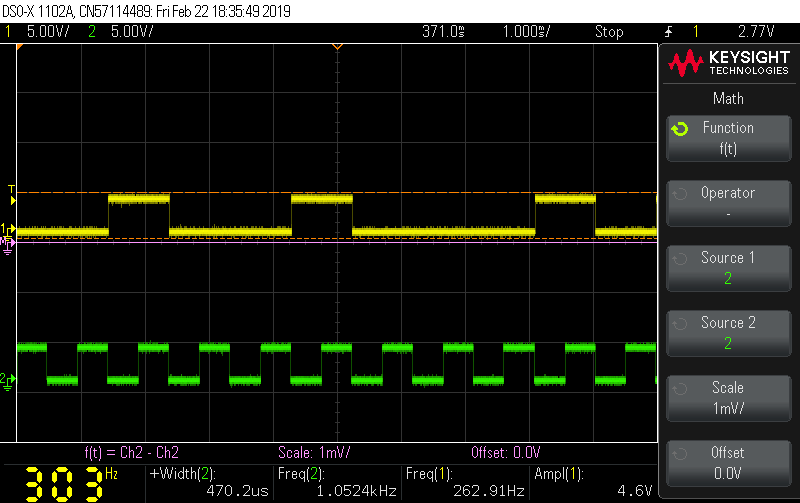 DSO-X 1102A, CN57114489: Fri Feb 22 18:35:49 2019
1 5.00V/ 2 5.00V/ 371.0s 1.000s/ Stop 1 2.77V
KEYSIGHT
TECHNOLOGIES
Math
Function
f(t)
Operator
-
Source 1
2
Source 2
2
Scale
1mV/
Offset
0.0V
T
1
2
f(t) = Ch2 - Ch2 Scale: 1mV/ Offset: 0.0V
303Hz
+Width(2): 470.2us
Freq(2): 1.0524kHz
Freq(1): 262.91Hz
Ampl(1): 4.6V